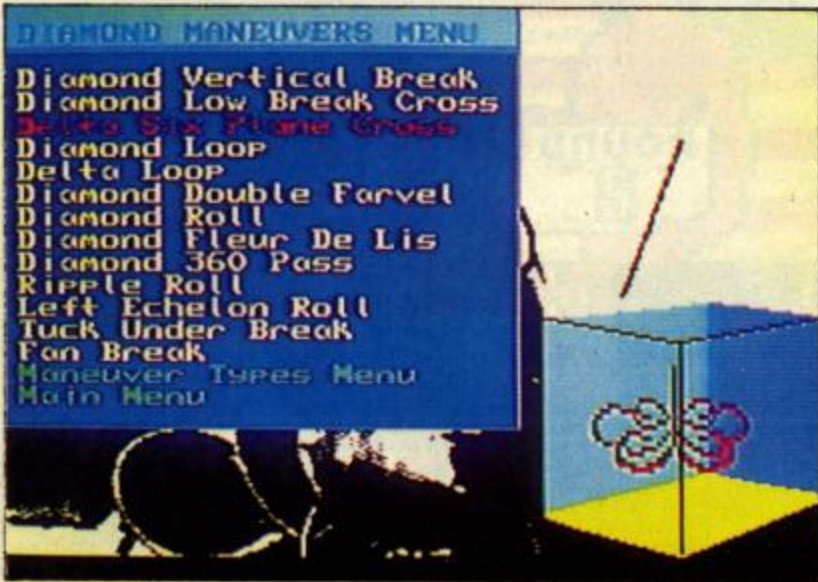 DIAMOND MANEUVERS MENU
Diamond Vertical Break
Diamond Low Break Cross
Delta Six Plane Cross
Diamond Loop
Delta Loop
Diamond Double Farvel
Diamond Roll
Diamond Fleur De Lis
Diamond 360 Pass
Ripple Roll
Left Echelon Roll
Tuck Under Break
Fan Break
Maneuver Types Menu
Main Menu